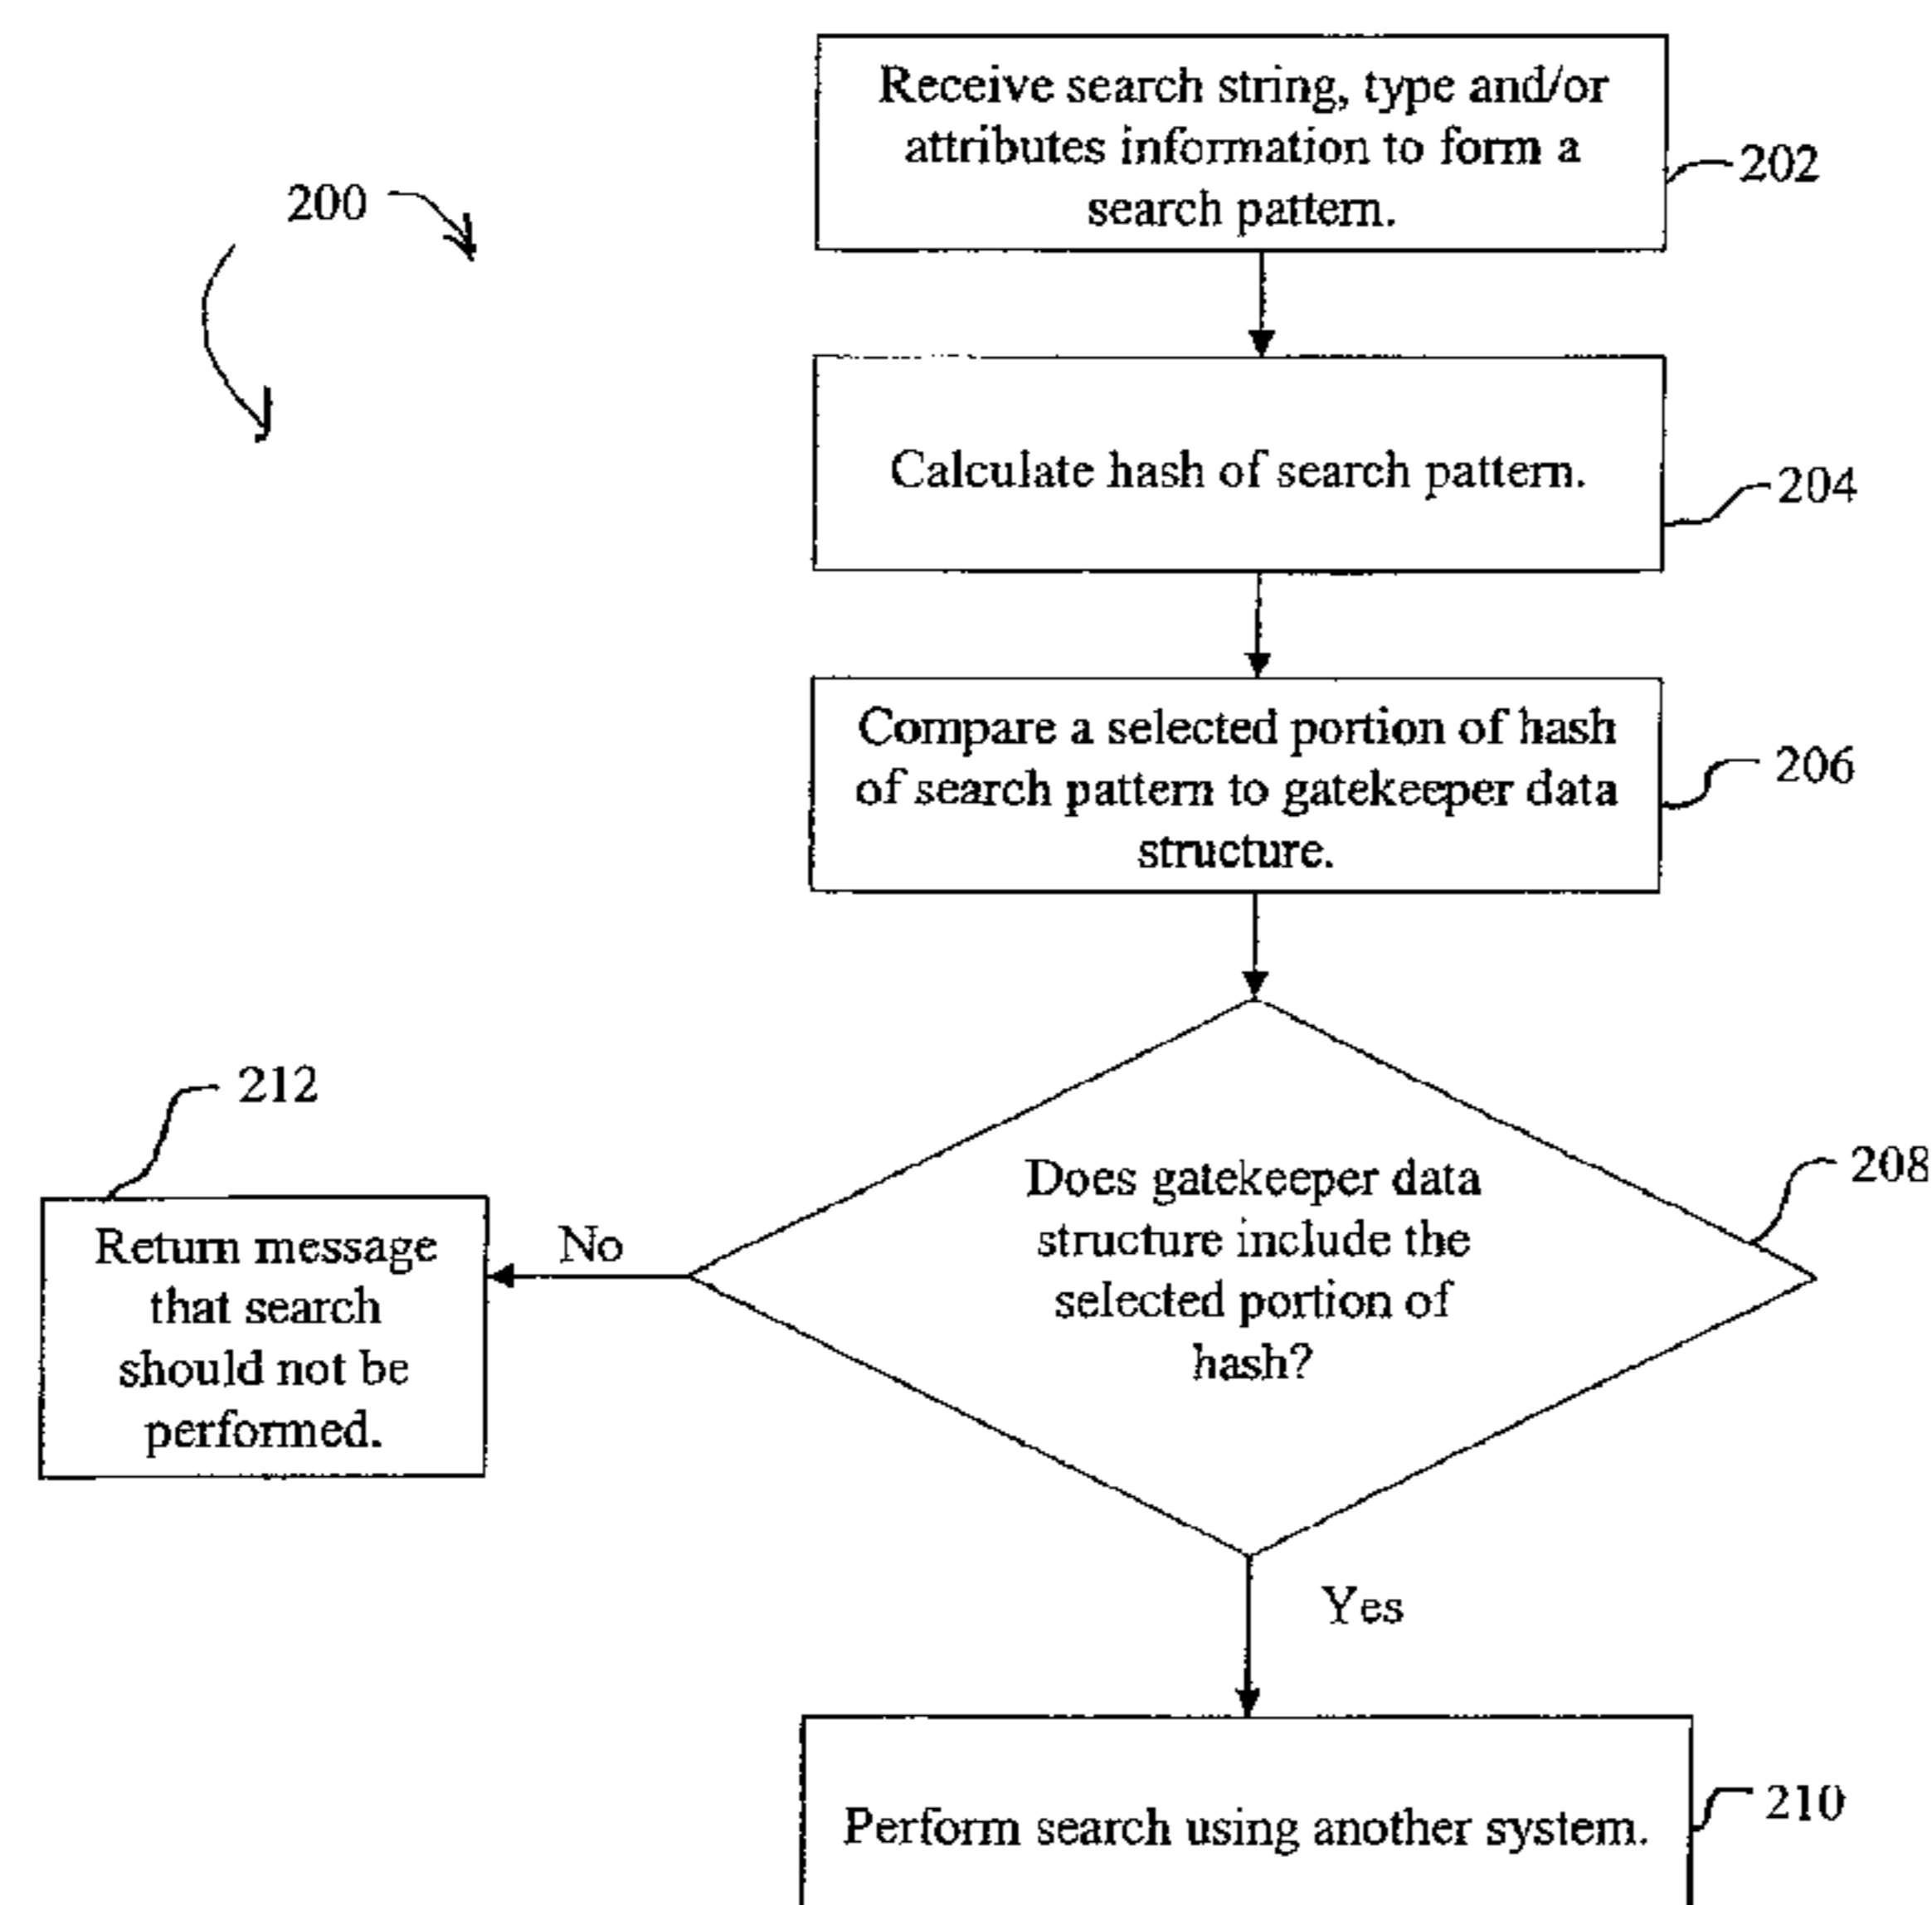 Receive search string, type and/or
attributes information to form a
search pattern.
202
200
Calculate hash of search pattern.
204
Compare a selected portion of hash
of search pattern to gatekeeper data
structure.
206
212
Does gatekeeper data
structure include the
selected portion of
hash?
208
No
Return message
that search
should not be
performed.
Yes
Perform search using another system.
210